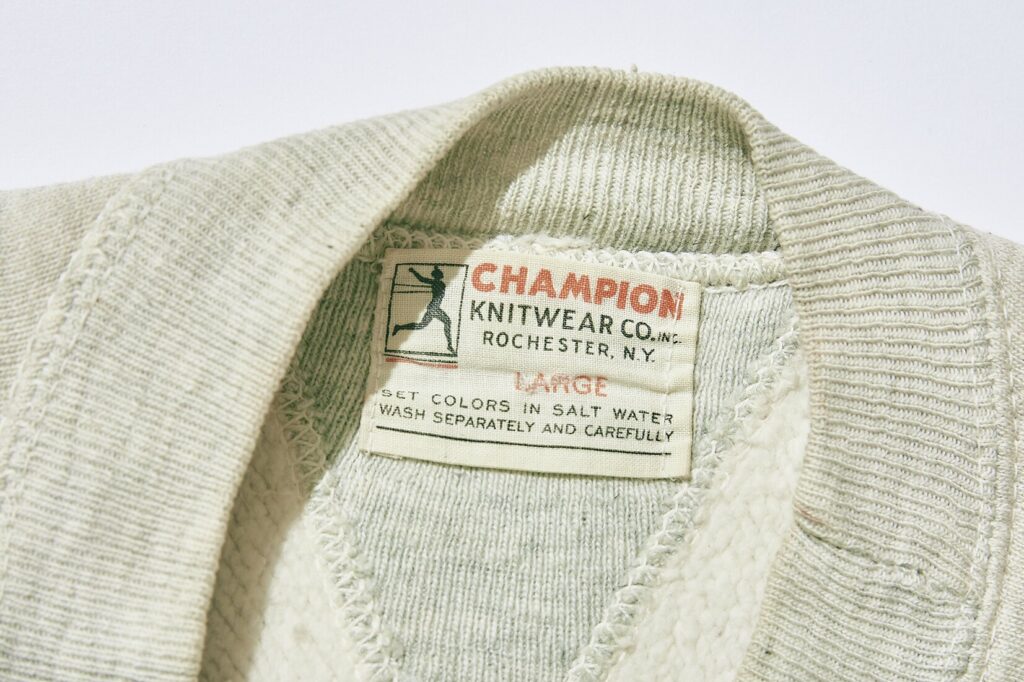 CHAMPION
KNITWEAR CO. INC.
ROCHESTER, N.Y.
LARGE
SET COLORS IN SALT WATER
WASH SEPARATELY AND CAREFULLY